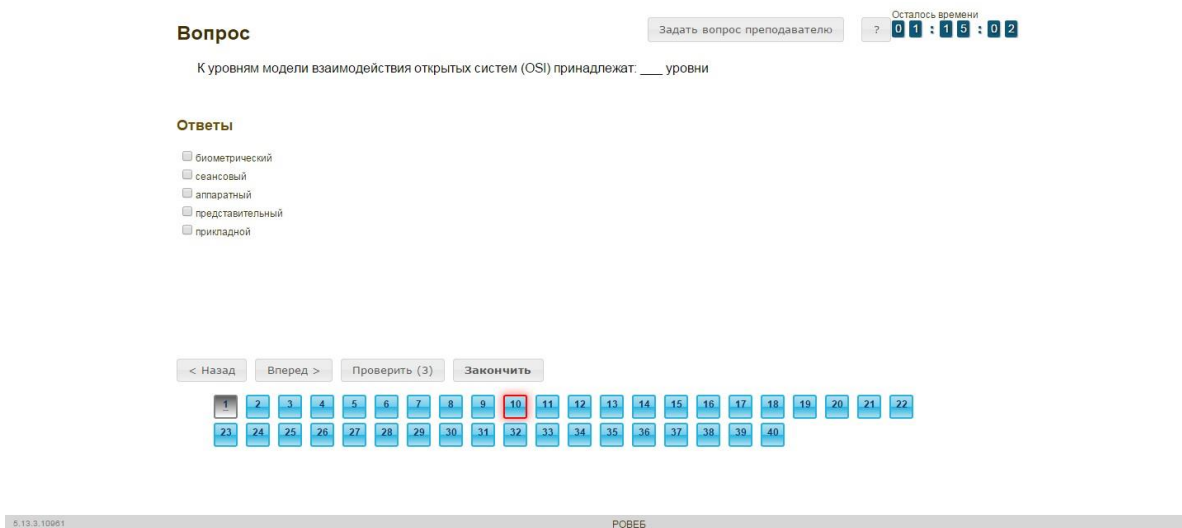 Осталось времени
Вопрос
Задать вопрос преподавателю
?
01 : 15 : 02
К уровням модели взаимодействия открытых систем (OSI) принадлежат: ___ уровни
Ответы
биометрический
сеансовый
аппаратный
представительный
прикладной
< Назад
Вперед >
Проверить (3)
Закончить
1 2 3 4 5 6 7 8 9 10 11 12 13 14 15 16 17 18 19 20 21 22
23 24 25 26 27 28 29 30 31 32 33 34 35 36 37 38 39 40
5.13.3.10961
РОВЕБ